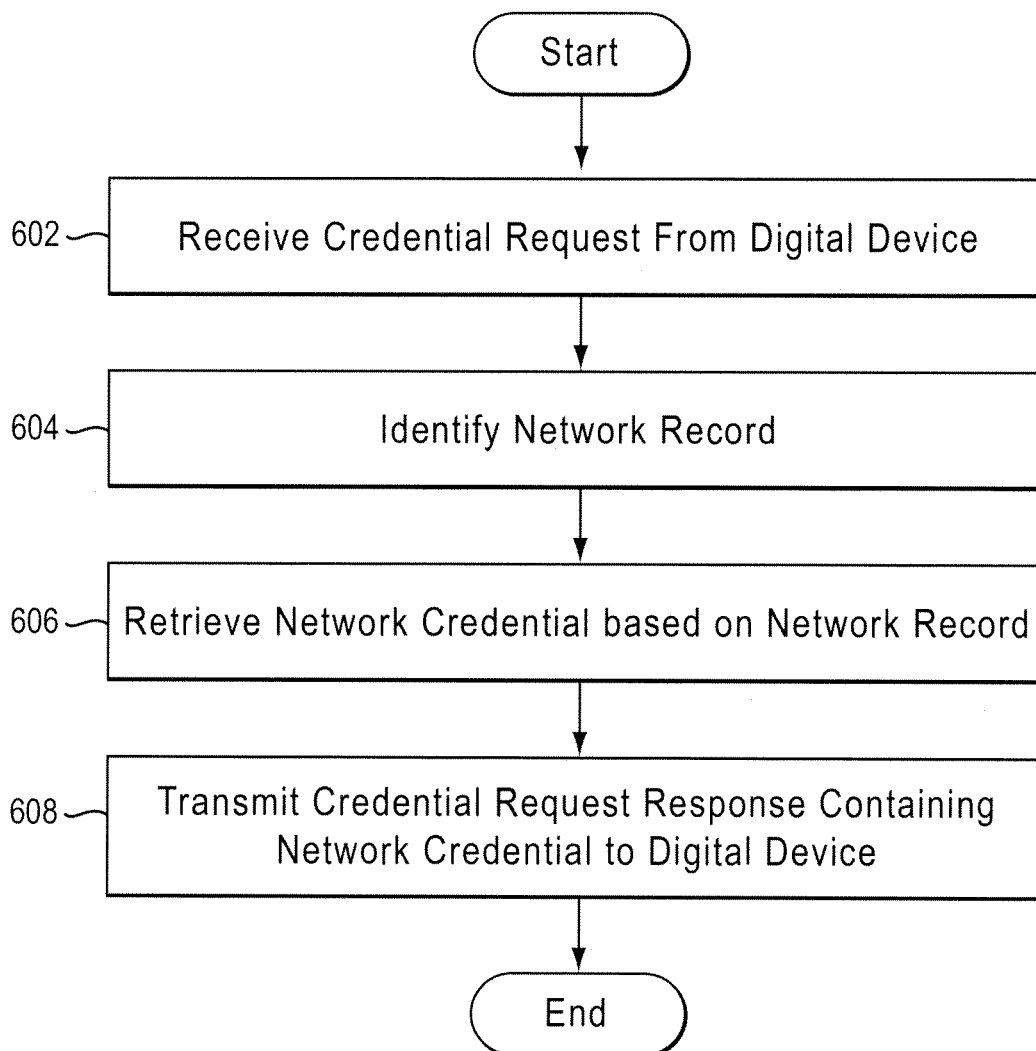 Start
602
Receive Credential Request From Digital Device
604
Identify Network Record
606
Retrieve Network Credential based on Network Record
608
Transmit Credential Request Response Containing
Network Credential to Digital Device
End